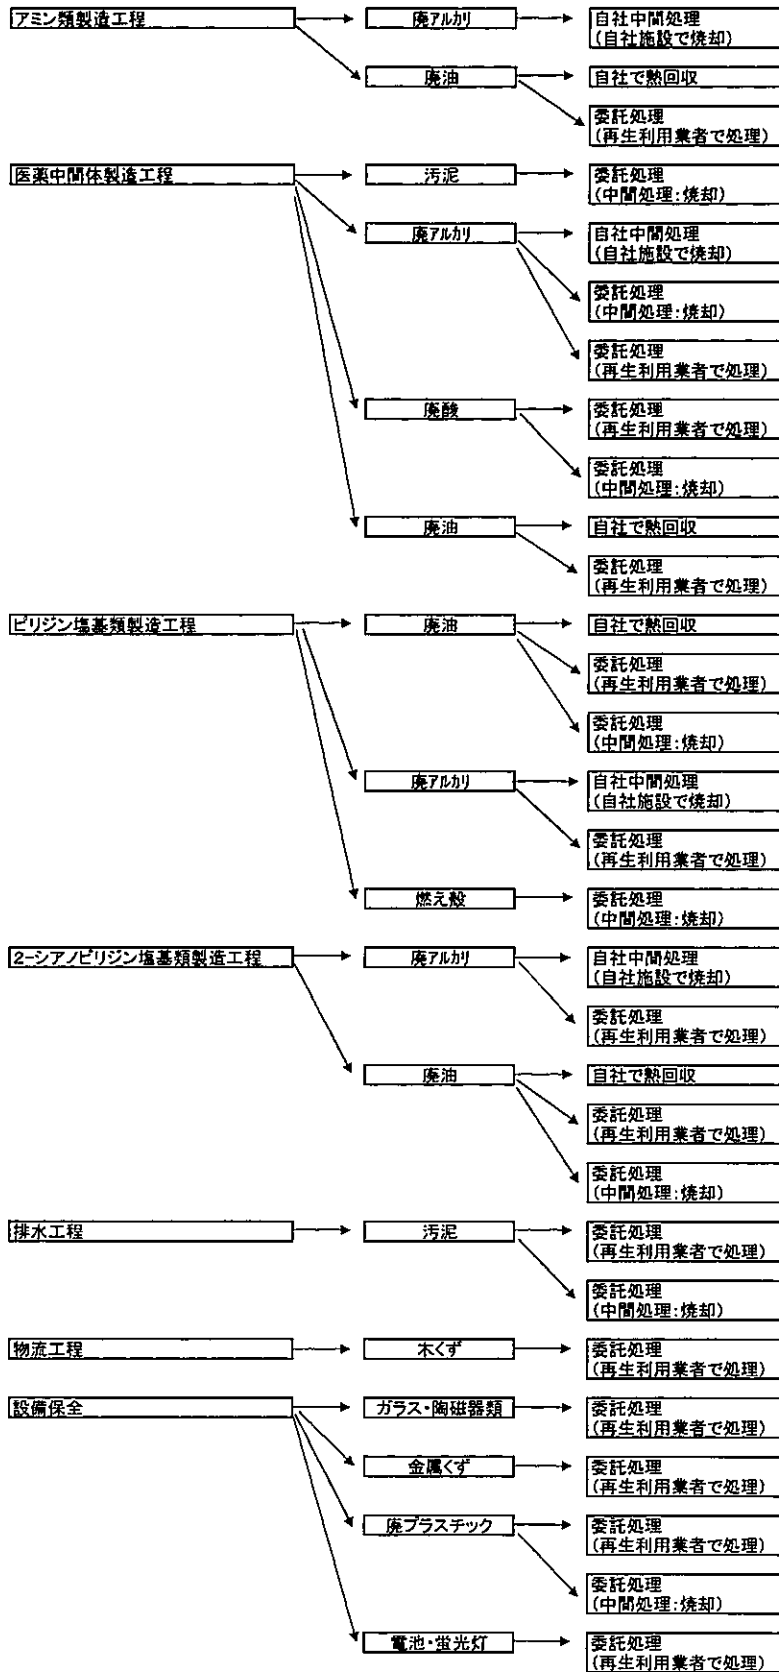 アミン類製造工程
廃アルカリ
自社中間処理
(自社施設で焼却)
廃油
自社で熱回収
委託処理
(再生利用業者で処理)
医薬中間体製造工程
汚泥
委託処理
(中間処理:焼却)
廃アルカリ
自社中間処理
(自社施設で焼却)
委託処理
(中間処理:焼却)
委託処理
(再生利用業者で処理)
廃酸
委託処理
(再生利用業者で処理)
委託処理
(中間処理:焼却)
廃油
自社で熱回収
委託処理
(再生利用業者で処理)
ピリジン塩基類製造工程
廃油
自社で熱回収
委託処理
(再生利用業者で処理)
委託処理
(中間処理:焼却)
廃アルカリ
自社中間処理
(自社施設で焼却)
委託処理
(再生利用業者で処理)
燃え殻
委託処理
(中間処理:焼却)
2-シアノピリジン塩基類製造工程
廃アルカリ
自社中間処理
(自社施設で焼却)
委託処理
(再生利用業者で処理)
廃油
自社で熱回収
委託処理
(再生利用業者で処理)
委託処理
(中間処理:焼却)
排水工程
汚泥
委託処理
(再生利用業者で処理)
委託処理
(中間処理:焼却)
物流工程
木くず
委託処理
(再生利用業者で処理)
設備保全
ガラス・陶磁器類
委託処理
(再生利用業者で処理)
金属くず
委託処理
(再生利用業者で処理)
廃プラスチック
委託処理
(再生利用業者で処理)
委託処理
(中間処理:焼却)
電池・蛍光灯
委託処理
(再生利用業者で処理)